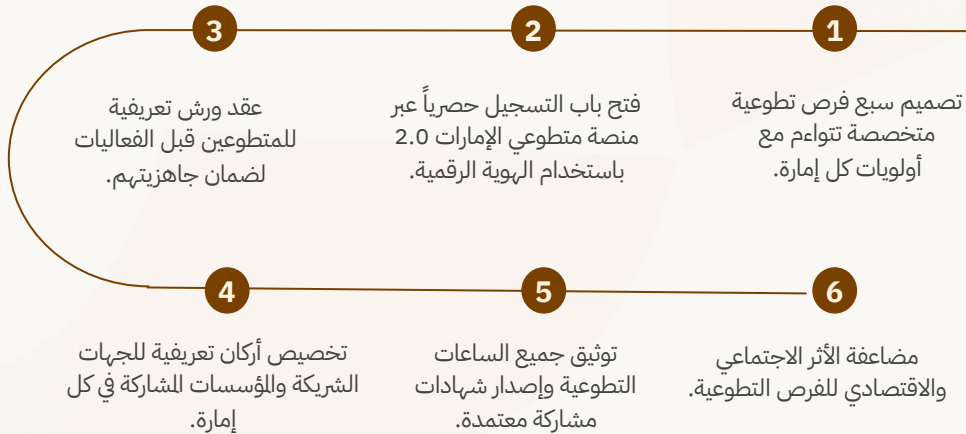 1
تصميم سبع فرص تطوعية
متخصصة تتواءم مع
أولويات كل إمارة.
2
فتح باب التسجيل حصرياً عبر
منصة متطوعي الإمارات 2.0
باستخدام الهوية الرقمية.
3
عقد ورش تعريفية
للمتطوعين قبل الفعاليات
لضمان جاهزيتهم.
4
تخصيص أركان تعريفية للجهات
الشريكة والمؤسسات المشاركة في كل
إمارة.
5
توثيق جميع الساعات
التطوعية وإصدار شهادات
مشاركة معتمدة.
6
مضاعفة الأثر الاجتماعي
والاقتصادي للفرص التطوعية.